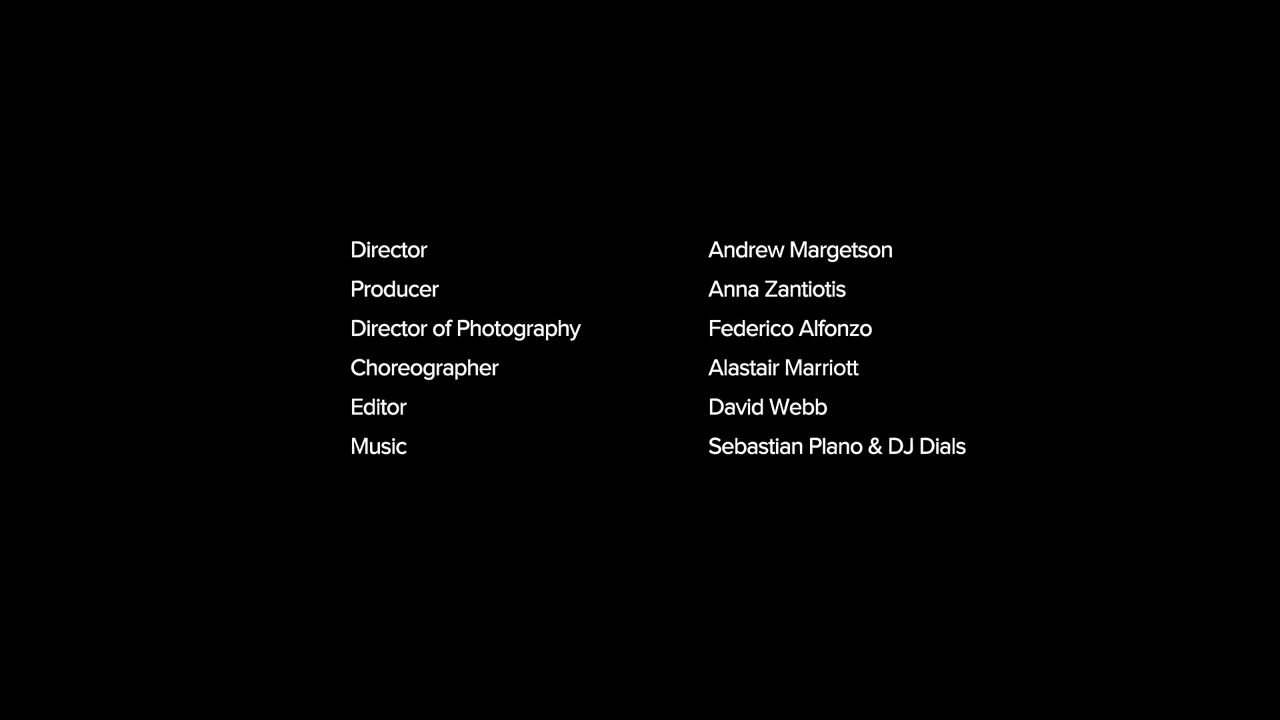 Director Andrew Margetson
Producer Anna Zantiotis
Director of Photography Federico Alfonzo
Choreographer Alastair Marriott
Editor David Webb
Music Sebastian Plano & DJ Dials